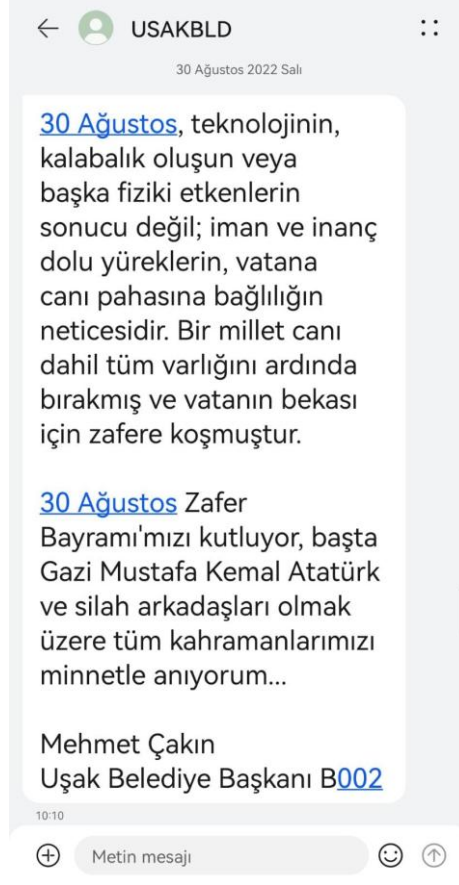 USAKBLD
30 Ağustos 2022 Salı
30 Ağustos, teknolojinin,
kalabalık oluşun veya
başka fiziki etkenlerin
sonucu değil; iman ve inanç
dolu yüreklerin, vatana
canı pahasına bağlılığın
neticesidir. Bir millet canı
dahil tüm varlığını ardında
bırakmış ve vatanın bekası
için zafere koşmuştur.
30 Ağustos Zafer
Bayramı'mızı kutluyor, başta
Gazi Mustafa Kemal Atatürk
ve silah arkadaşları olmak
üzere tüm kahramanlarımızı
minnetle anıyorum...
Mehmet Çakın
Uşak Belediye Başkanı B002
10:10
Metin mesajı